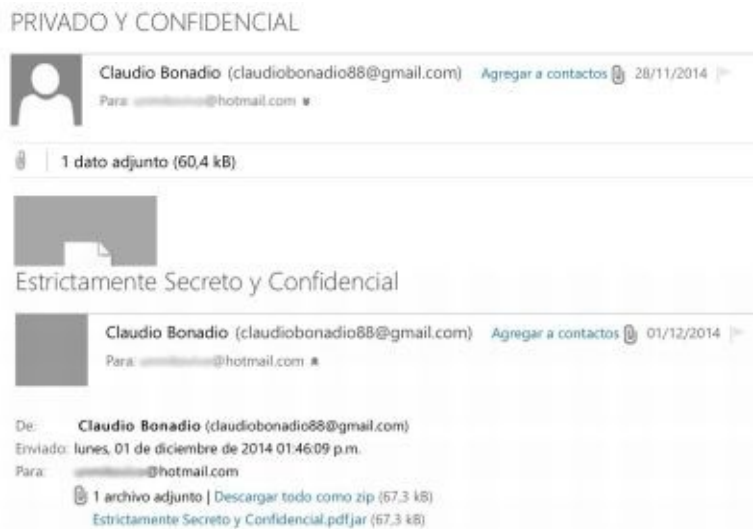 PRIVADO Y CONFIDENCIAL
Claudio Bonadio (claudiobonadio88@gmail.com) Agregar a contactos 28/11/2014
Para: @hotmail.com
1 dato adjunto (60,4 kB)
Estrictamente Secreto y Confidencial
Claudio Bonadio (claudiobonadio88@gmail.com) Agregar a contactos 01/12/2014
Para: @hotmail.com
De: Claudio Bonadio (claudiobonadio88@gmail.com)
Enviado: lunes, 01 de diciembre de 2014 01:46:09 p.m.
Para: @hotmail.com
1 archivo adjunto | Descargar todo como zip (67,3 kB)
Estrictamente Secreto y Confidencial.pdf.jar (67,3 kB)